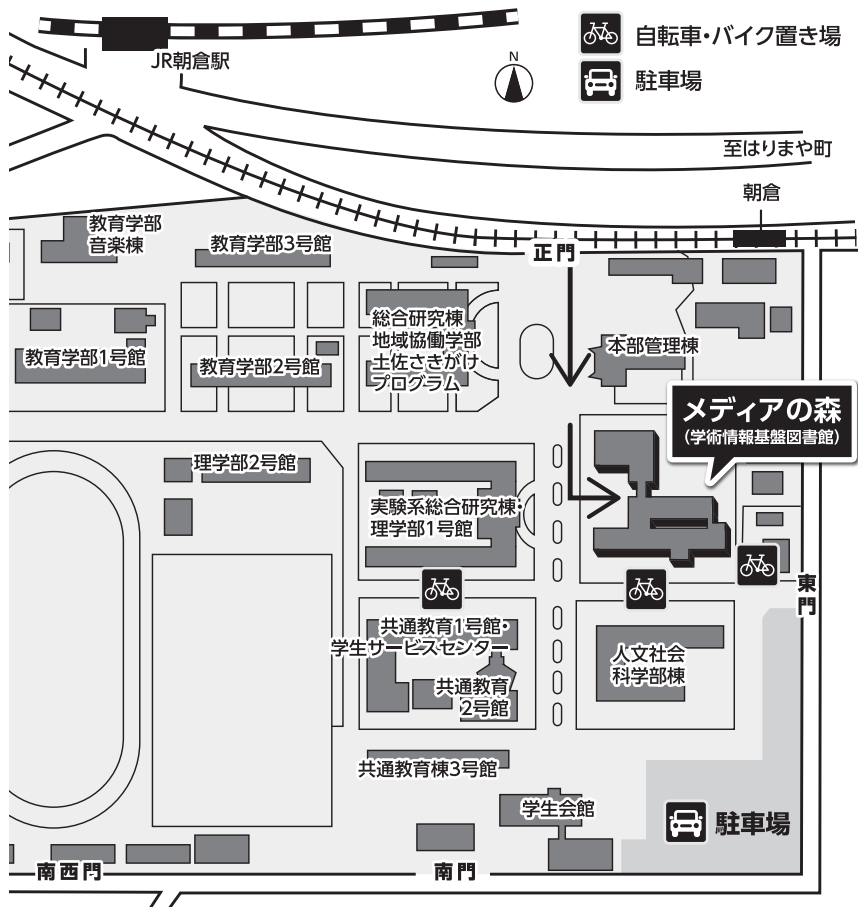 N
自転車・バイク置き場
駐車場
JR朝倉駅
至はりまや町
朝倉
正門
教育学部
音楽棟
教育学部3号館
総合研究棟
地域協働学部
土佐さきがけ
プログラム
本部管理棟
教育学部1号館
教育学部2号館
メディアの森
(学術情報基盤図書館)
理学部2号館
実験系総合研究棟・
理学部1号館
東門
共通教育1号館・
学生サービスセンター
共通教育
2号館
人文社会
科学部棟
共通教育棟3号館
学生会館
駐車場
南西門
南門